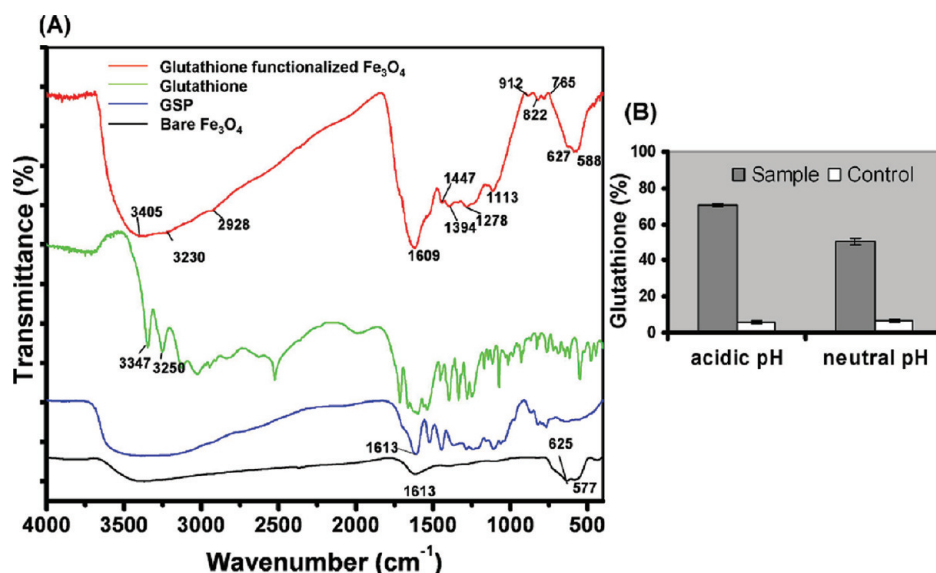 (A)
Glutathione functionalized Fe₃O₄
Glutathione
GSP
Bare Fe₃O₄
912
765
822
627
588
3405
2928
3230
1447
1394
1278
1113
1609
3347
3250
1613
1613
625
577
Transmittance (%)
4000 3500 3000 2500 2000 1500 1000 500
Wavenumber (cm⁻¹)
(B)
Sample Control
100
80
60
40
20
0
Glutathione (%)
acidic pH neutral pH